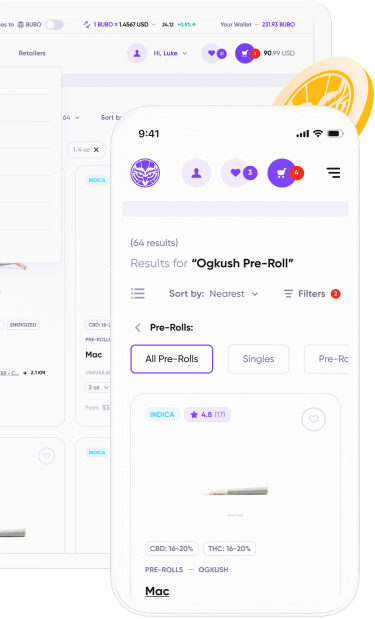 es to BUBO
1 BUBO = 1.4567 USD — 24.12 +0.5%
Your Wallet — 231.93 BUBO
Retailers
Hi, Luke
21
3
90.99 USD
64
Sort b
1/4 oz X
INDICA
ENERGIZED
CBD: 16-2
PRE-ROLLS
Mac
ER - C... 2.1 KM
UNAVAILAB
2 oz
From
INDICA
9:41
3
4
(64 results)
Results for “Ogkush Pre-Roll”
Sort by: Nearest
Filters 2
Pre-Rolls:
All Pre-Rolls
Singles
Pre-Ro
INDICA
4.8 (17)
CBD: 16-20%
THC: 16-20%
PRE-ROLLS — OGKUSH
Mac